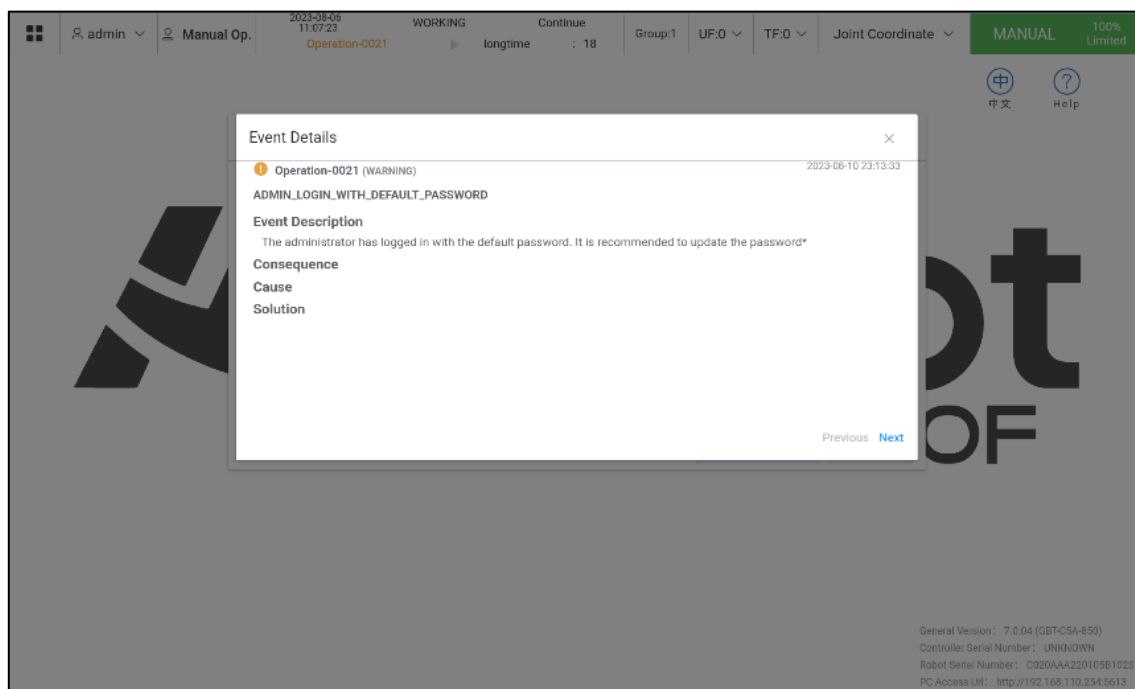 admin
Manual Op.
2023-08-06
11:07:23
Operation-0021
WORKING
Continue
longtime : 18
Group:1
UF:0
TF:0
Joint Coordinate
MANUAL
100%
Limited
中文
Help
Event Details
Operation-0021 (WARNING)
2023-08-10 23:13:33
ADMIN_LOGIN_WITH_DEFAULT_PASSWORD
Event Description
The administrator has logged in with the default password. It is recommended to update the password*
Consequence
Cause
Solution
Previous Next
General Version: 7.0.04 (GBT-C5A-850)
Controller Serial Number: UNKNOWN
Robot Serial Number: C020AAA220105B102S
PC Access Url: http://192.168.110.254:5613